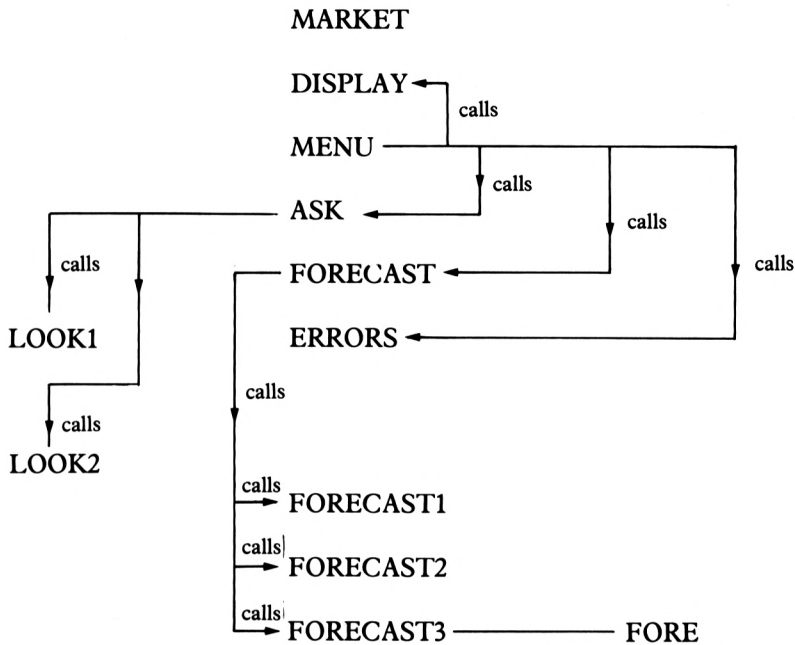 MARKET
DISPLAY
calls
MENU
calls
ASK
calls
calls
FORECAST
calls
LOOK1
ERRORS
calls
calls
LOOK2
calls
FORECAST1
calls
FORECAST2
calls
FORECAST3 FORE